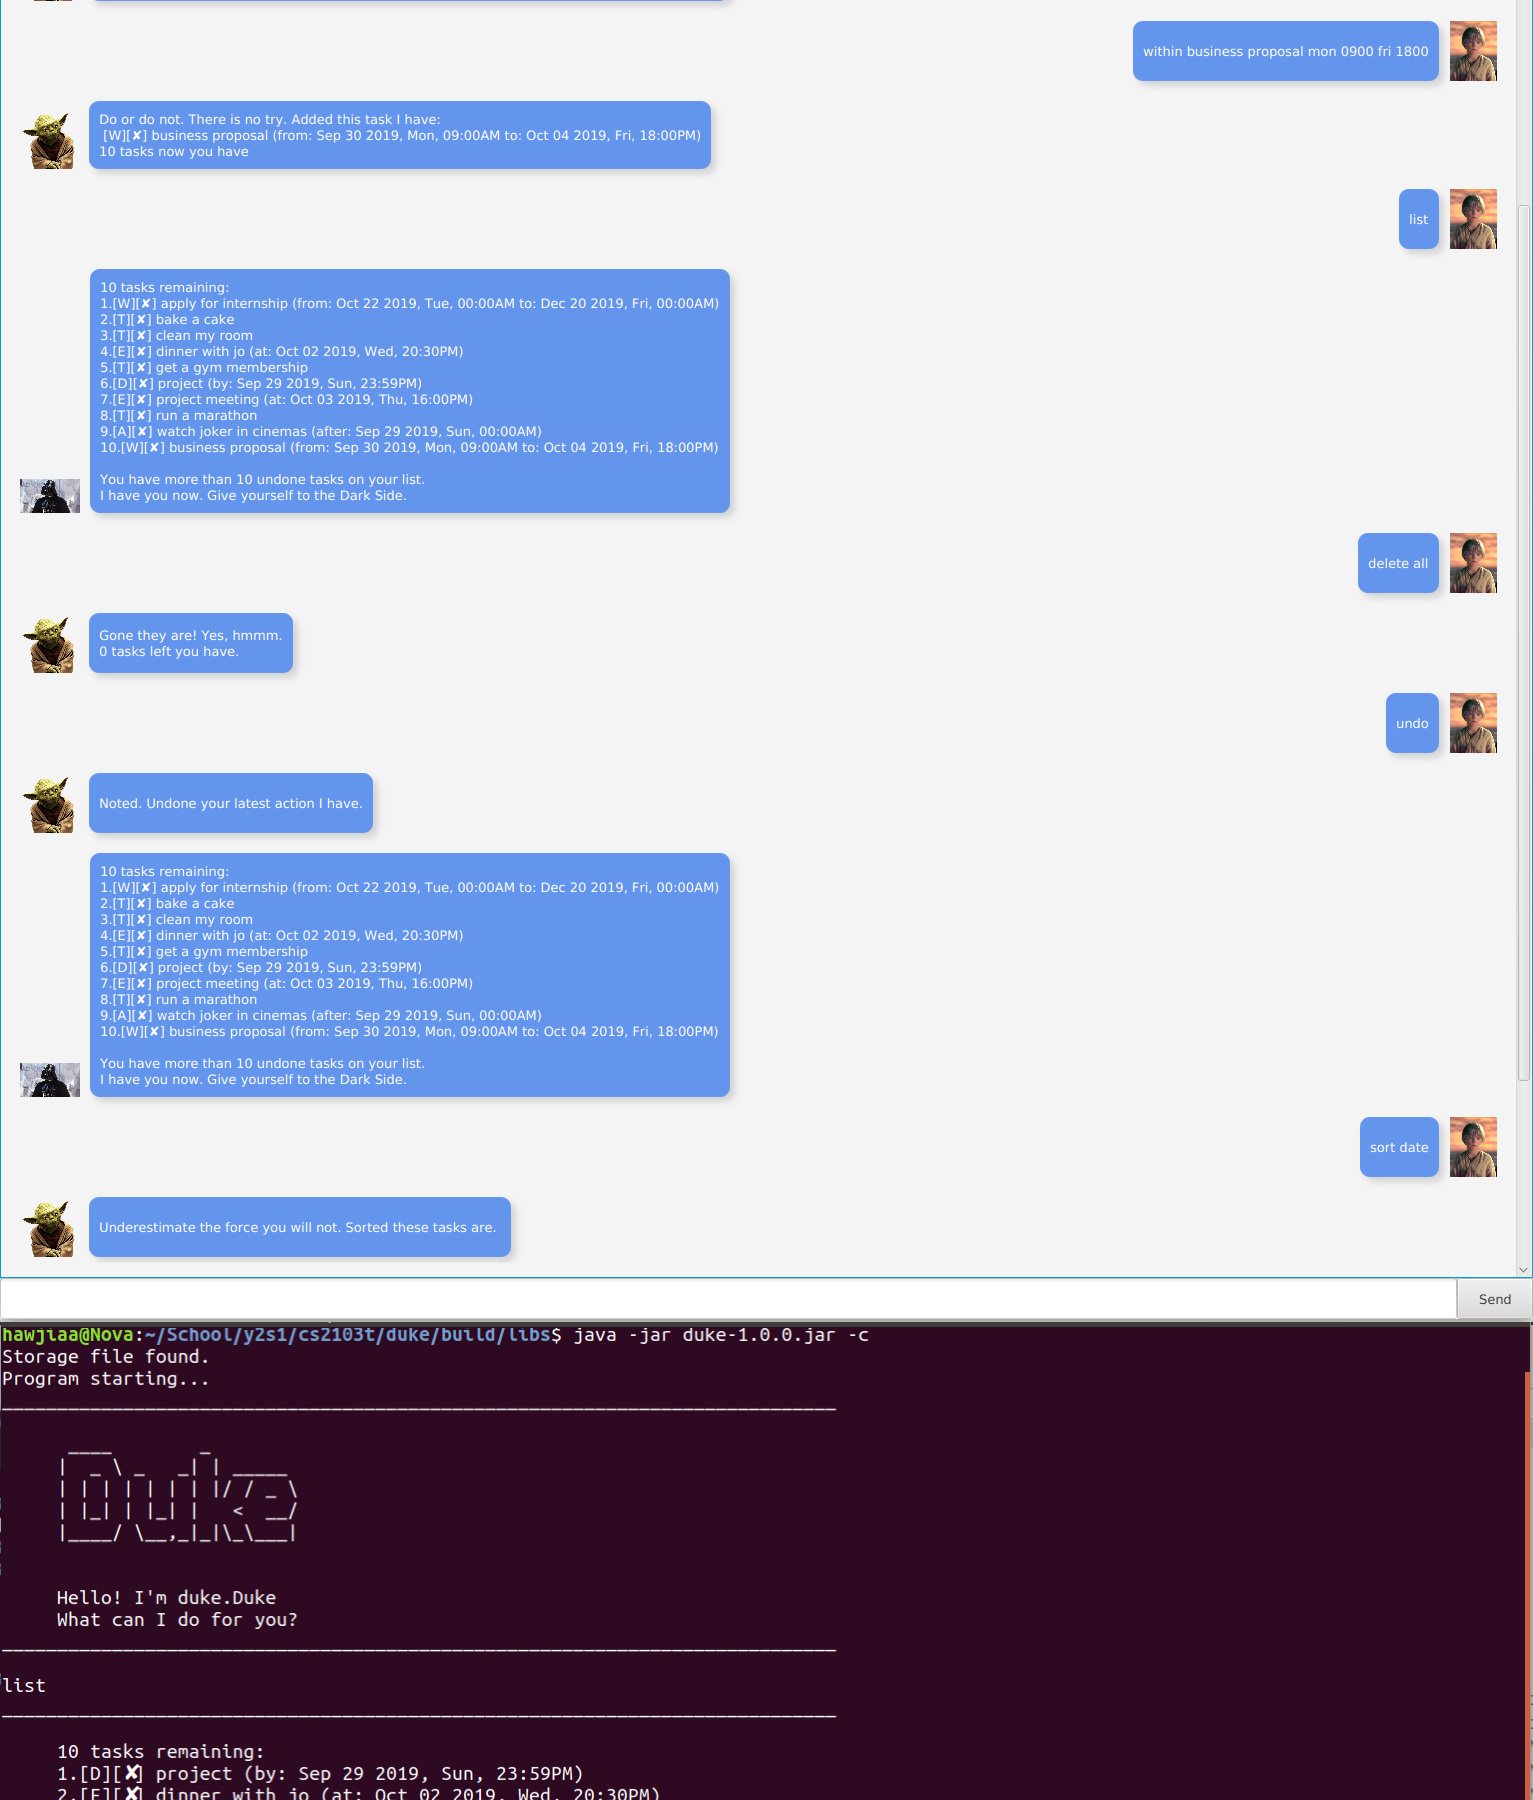 within business proposal mon 0900 fri 1800
Do or do not. There is no try. Added this task I have:
[W][✘] business proposal (from: Sep 30 2019, Mon, 09:00AM to: Oct 04 2019, Fri, 18:00PM)
10 tasks now you have
list
10 tasks remaining:
1.[W][✘] apply for internship (from: Oct 22 2019, Tue, 00:00AM to: Dec 20 2019, Fri, 00:00AM)
2.[T][✘] bake a cake
3.[T][✘] clean my room
4.[E][✘] dinner with jo (at: Oct 02 2019, Wed, 20:30PM)
5.[T][✘] get a gym membership
6.[D][✘] project (by: Sep 29 2019, Sun, 23:59PM)
7.[E][✘] project meeting (at: Oct 03 2019, Thu, 16:00PM)
8.[T][✘] run a marathon
9.[A][✘] watch joker in cinemas (after: Sep 29 2019, Sun, 00:00AM)
10.[W][✘] business proposal (from: Sep 30 2019, Mon, 09:00AM to: Oct 04 2019, Fri, 18:00PM)
You have more than 10 undone tasks on your list.
I have you now. Give yourself to the Dark Side.
delete all
Gone they are! Yes, hmmm.
0 tasks left you have.
undo
Noted. Undone your latest action I have.
10 tasks remaining:
1.[W][✘] apply for internship (from: Oct 22 2019, Tue, 00:00AM to: Dec 20 2019, Fri, 00:00AM)
2.[T][✘] bake a cake
3.[T][✘] clean my room
4.[E][✘] dinner with jo (at: Oct 02 2019, Wed, 20:30PM)
5.[T][✘] get a gym membership
6.[D][✘] project (by: Sep 29 2019, Sun, 23:59PM)
7.[E][✘] project meeting (at: Oct 03 2019, Thu, 16:00PM)
8.[T][✘] run a marathon
9.[A][✘] watch joker in cinemas (after: Sep 29 2019, Sun, 00:00AM)
10.[W][✘] business proposal (from: Sep 30 2019, Mon, 09:00AM to: Oct 04 2019, Fri, 18:00PM)
You have more than 10 undone tasks on your list.
I have you now. Give yourself to the Dark Side.
sort date
Underestimate the force you will not. Sorted these tasks are.
Send
hawjiaa@Nova:~/School/y2s1/cs2103t/duke/build/libs$ java -jar duke-1.0.0.jar -c
Storage file found.
Program starting...
Duke
Hello! I'm duke.Duke
What can I do for you?
list
10 tasks remaining:
1.[D][✘] project (by: Sep 29 2019, Sun, 23:59PM)
2.[E][✘] dinner with jo (at: Oct 02 2019, Wed, 20:30PM)